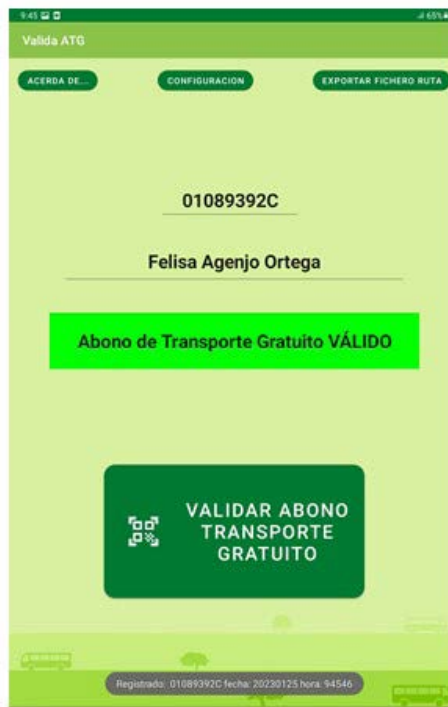 9:45
65%
Valida ATG
ACERDA DE...
CONFIGURACION
EXPORTAR FICHERO RUTA
01089392C
Felisa Agenjo Ortega
Abono de Transporte Gratuito VÁLIDO
VALIDAR ABONO
TRANSPORTE
GRATUITO
Registrado: 01089392C fecha: 20230125 hora: 94546